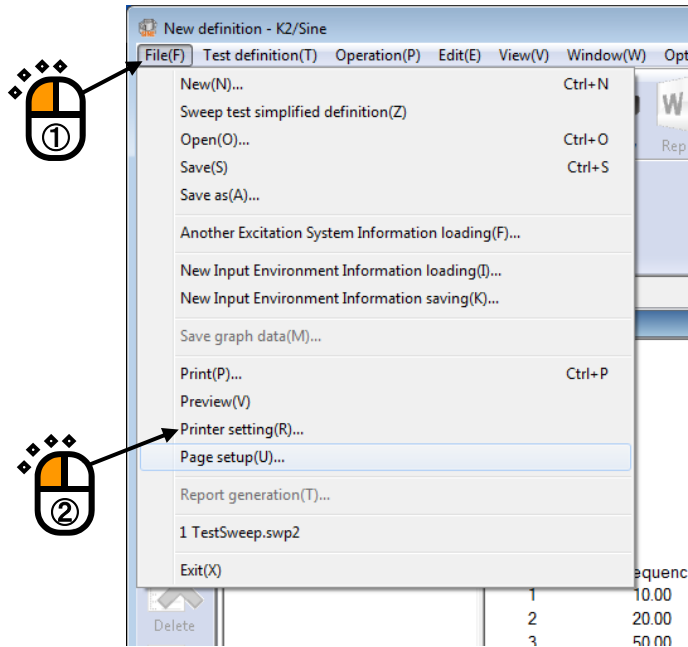 New definition - K2/Sine
File(F) Test definition(T) Operation(P) Edit(E) View(V) Window(W) Opt
New(N)... Ctrl+N
Sweep test simplified definition(Z)
Open(O)... Ctrl+O
Save(S) Ctrl+S
Save as(A)...
Another Excitation System Information loading(F)...
New Input Environment Information loading(I)...
New Input Environment Information saving(K)...
Save graph data(M)...
Print(P)... Ctrl+P
Preview(V)
Printer setting(R)...
Page setup(U)...
Report generation(T)...
1 TestSweep.swp2
Exit(X)
①
②
W
Rep
equenc
1 10.00
2 20.00
3 50.00
Delete